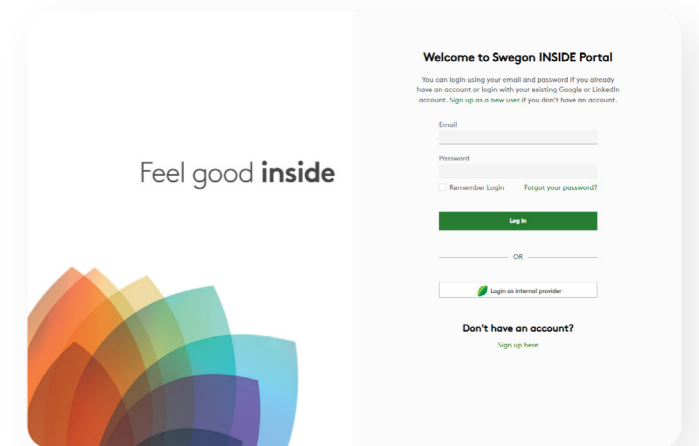 Feel good inside
Welcome to Swegon INSIDE Portal
You can login using your email and password if you already
have an account or login with your existing Google or LinkedIn
account. Sign up as a new user if you don't have an account.
Email
Password
Remember Login Forgot your password?
Log in
OR
Login as internal provider
Don't have an account?
Sign up here